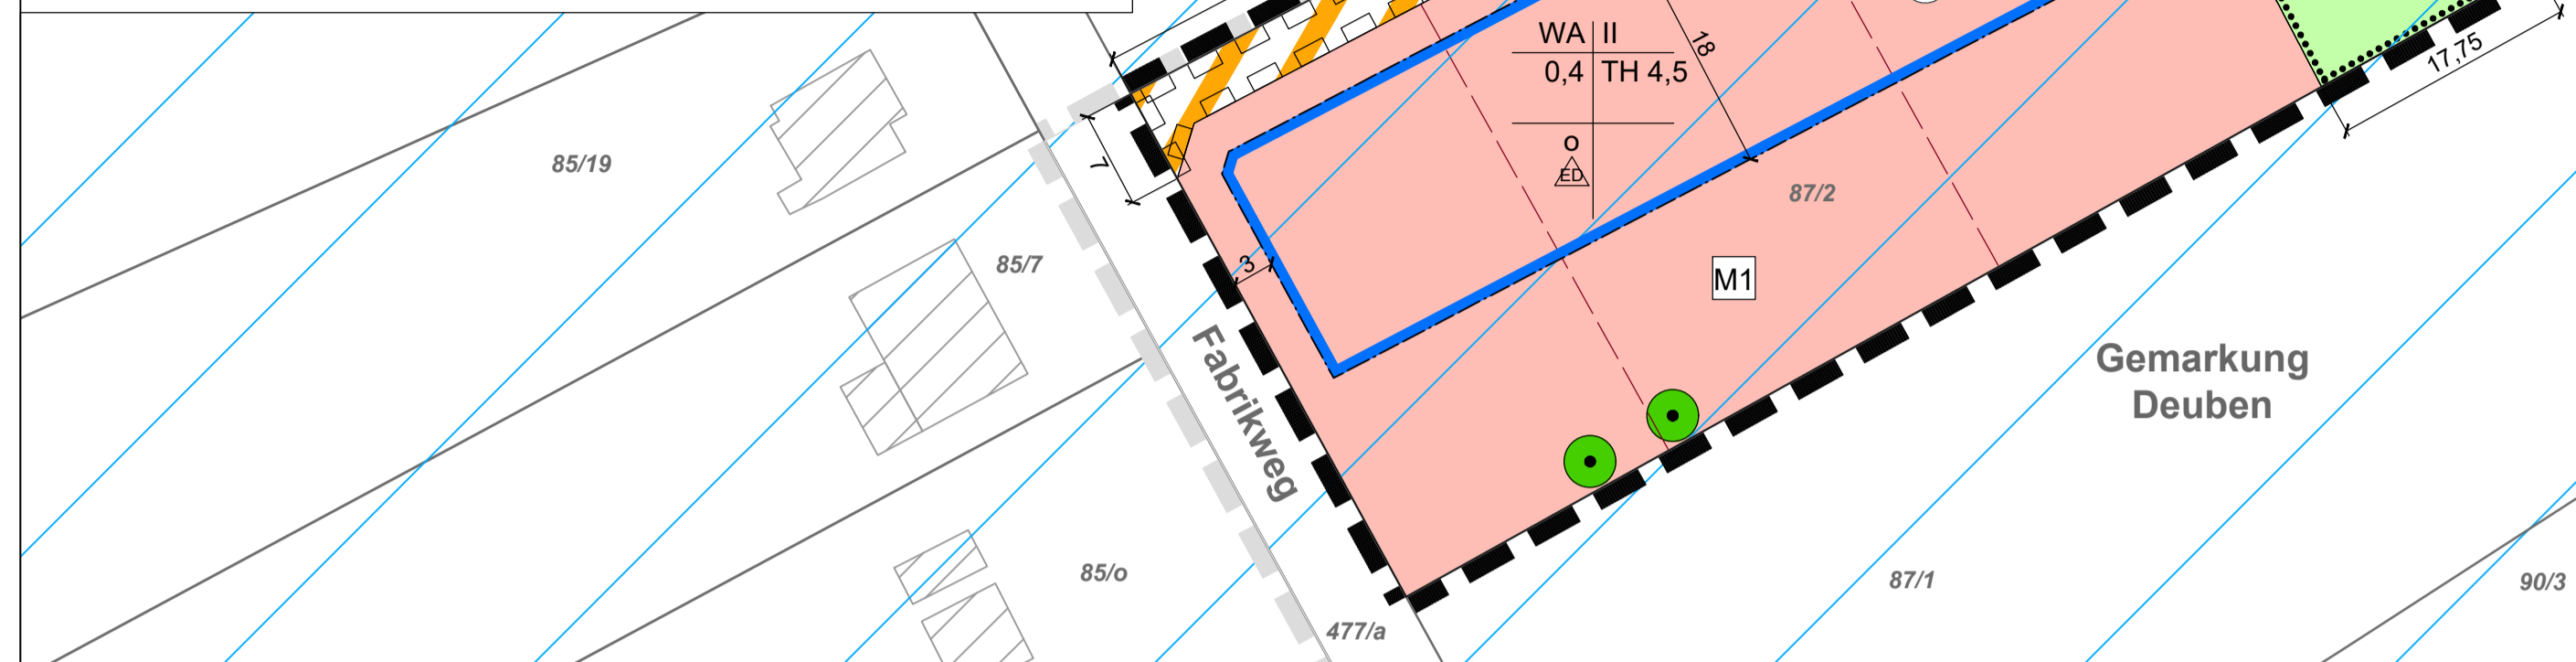 WA II
18
17,75
0,4 TH 4,5
o
ED
85/19
7
87/2
85/7
3
M1
Fabrikweg
Gemarkung
Deuben
85/o
87/1
90/3
477/a